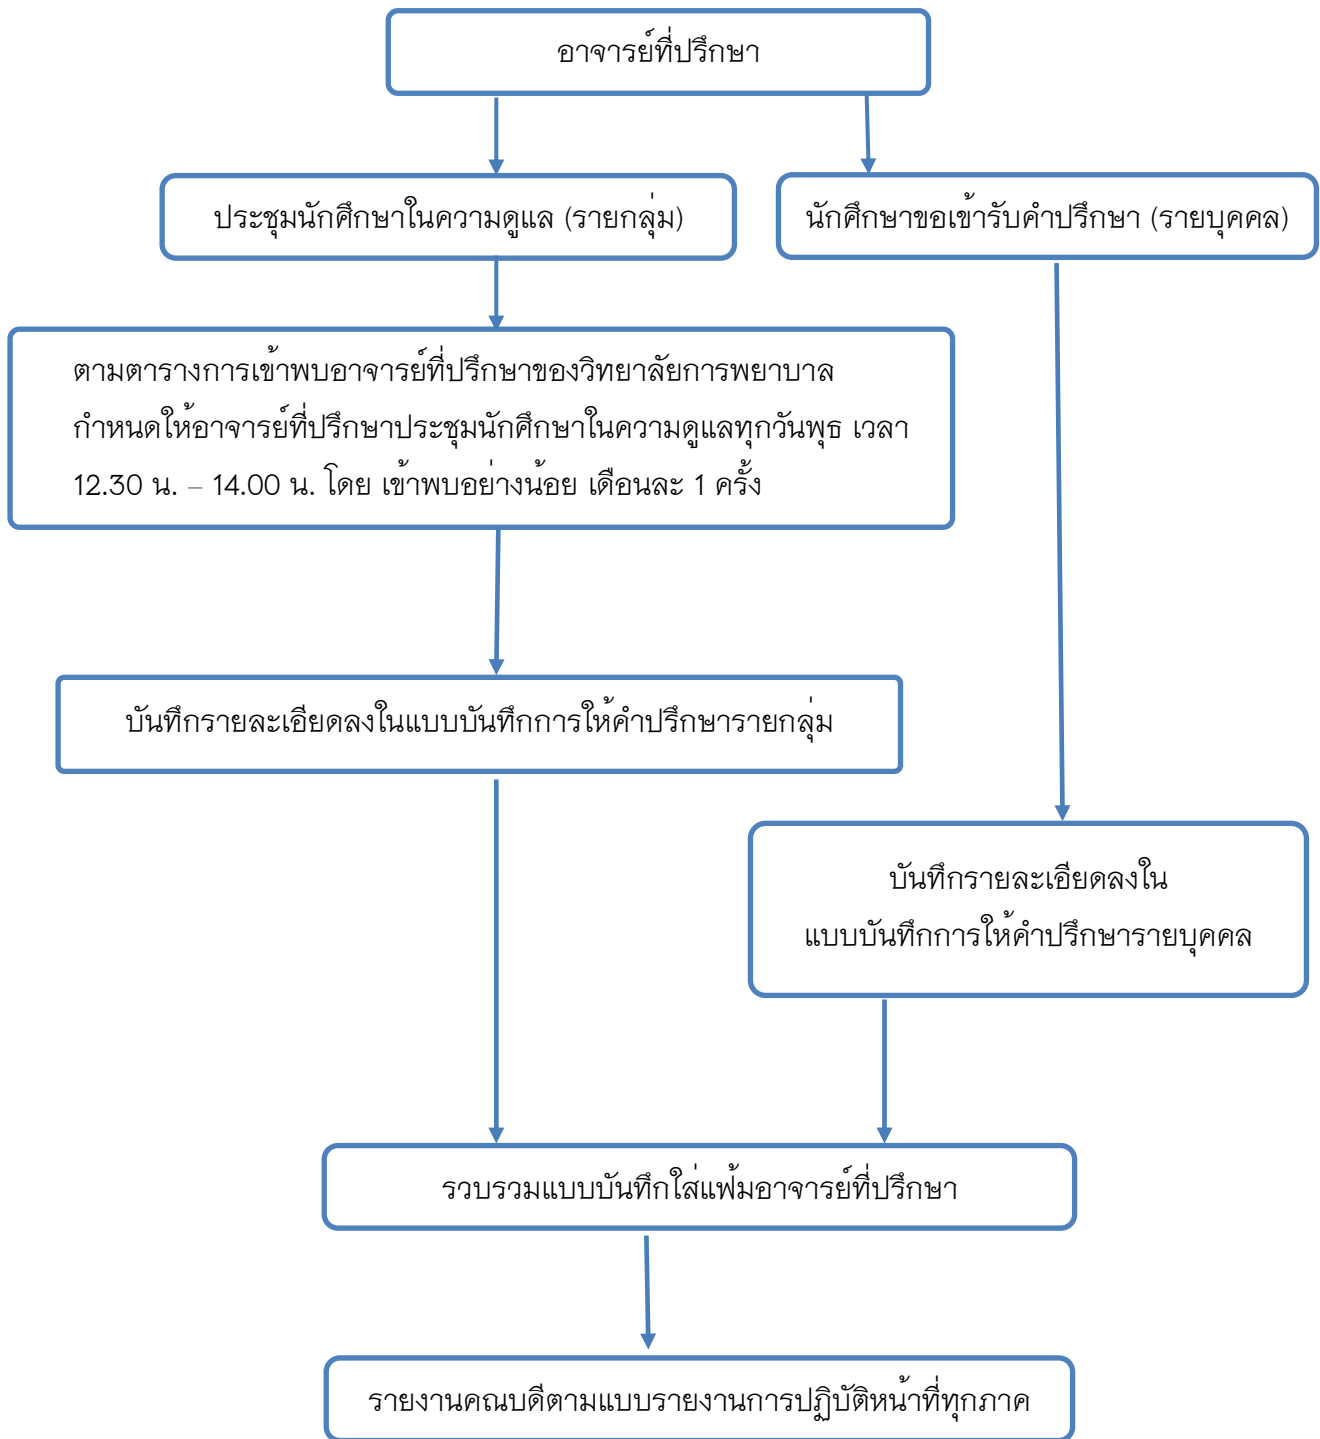 อาจารย์ที่ปรึกษา
ประชุมนักศึกษาในความดูแล (รายกลุ่ม)
นักศึกษาขอเข้ารับคำปรึกษา (รายบุคคล)
ตามตารางการเข้าพบอาจารย์ที่ปรึกษาของวิทยาลัยการพยาบาล
กำหนดให้อาจารย์ที่ปรึกษาประชุมนักศึกษาในความดูแลทุกวันพุธ เวลา
12.30 น. – 14.00 น. โดย เข้าพบอย่างน้อย เดือนละ 1 ครั้ง
บันทึกรายละเอียดลงในแบบบันทึกการให้คำปรึกษารายกลุ่ม
บันทึกรายละเอียดลงใน
แบบบันทึกการให้คำปรึกษารายบุคคล
รวบรวมแบบบันทึกใส่แฟ้มอาจารย์ที่ปรึกษา
รายงานคณบดีตามแบบรายงานการปฏิบัติหน้าที่ทุกภาค